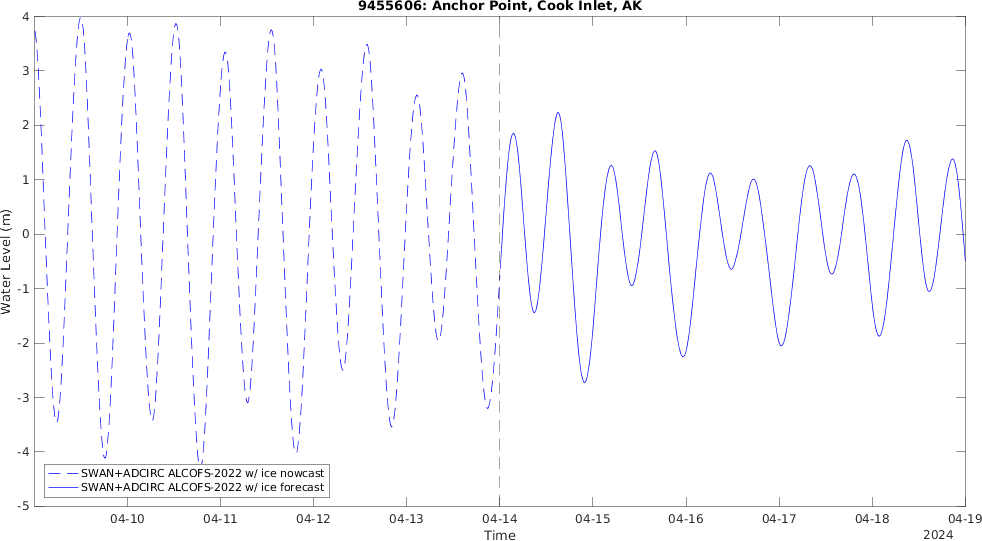 9455606: Anchor Point, Cook Inlet, AK
Water Level (m)
4
3
2
1
0
-1
-2
-3
-4
-5
SWAN+ADCIRC ALCOFS-2022 w/ ice nowcast
SWAN+ADCIRC ALCOFS-2022 w/ ice forecast
04-10 04-11 04-12 04-13 04-14 04-15 04-16 04-17 04-18 04-19
Time
2024